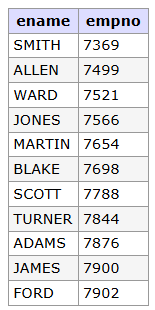 ename empno
SMITH 7369
ALLEN 7499
WARD 7521
JONES 7566
MARTIN 7654
BLAKE 7698
SCOTT 7788
TURNER 7844
ADAMS 7876
JAMES 7900
FORD 7902